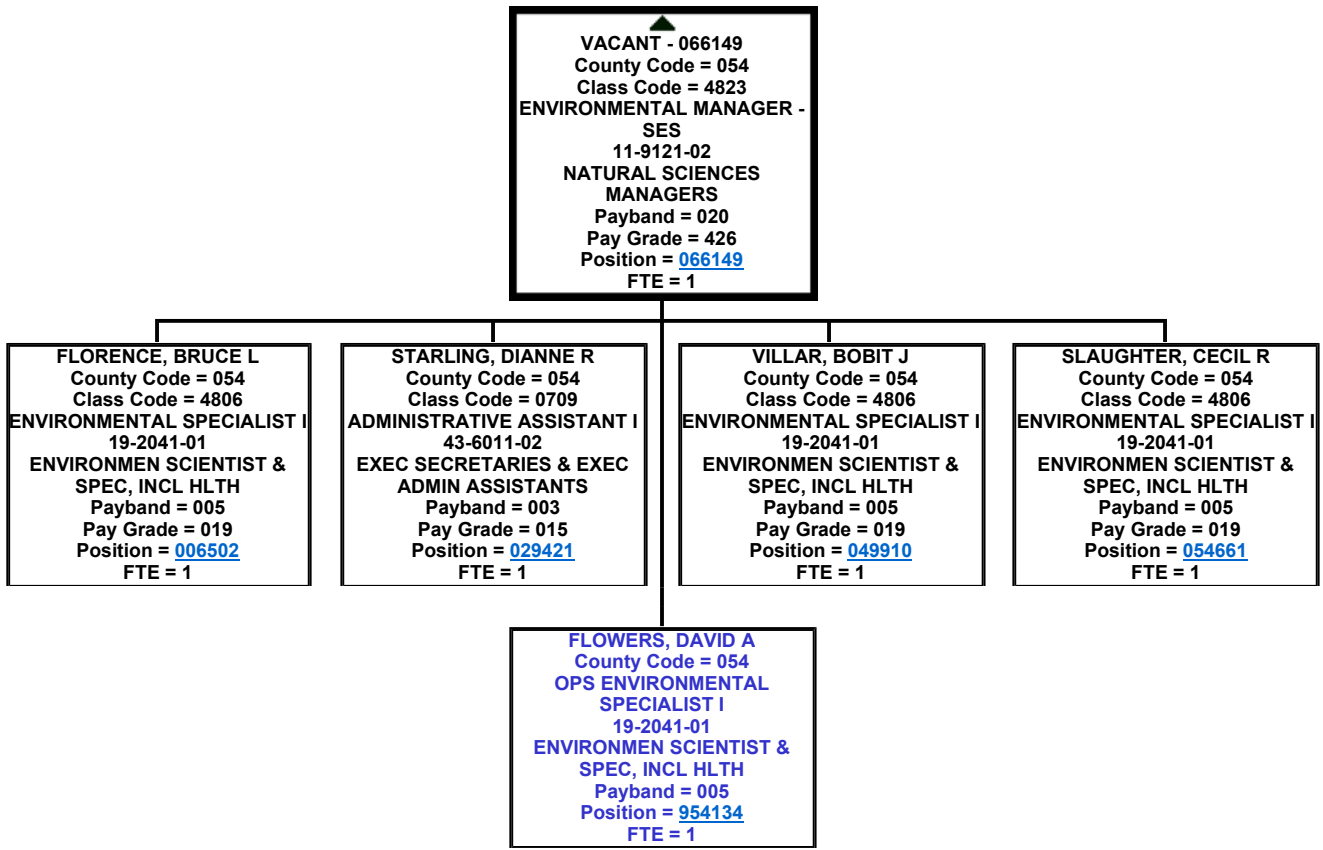 VACANT - 066149
County Code = 054
Class Code = 4823
ENVIRONMENTAL MANAGER -
SES
11-9121-02
NATURAL SCIENCES
MANAGERS
Payband = 020
Pay Grade = 426
Position = 066149
FTE = 1
FLORENCE, BRUCE L
County Code = 054
Class Code = 4806
ENVIRONMENTAL SPECIALIST I
19-2041-01
ENVIRONMEN SCIENTIST &
SPEC, INCL HLTH
Payband = 005
Pay Grade = 019
Position = 006502
FTE = 1
STARLING, DIANNE R
County Code = 054
Class Code = 0709
ADMINISTRATIVE ASSISTANT I
43-6011-02
EXEC SECRETARIES & EXEC
ADMIN ASSISTANTS
Payband = 003
Pay Grade = 015
Position = 029421
FTE = 1
VILLAR, BOBIT J
County Code = 054
Class Code = 4806
ENVIRONMENTAL SPECIALIST I
19-2041-01
ENVIRONMEN SCIENTIST &
SPEC, INCL HLTH
Payband = 005
Pay Grade = 019
Position = 049910
FTE = 1
SLAUGHTER, CECIL R
County Code = 054
Class Code = 4806
ENVIRONMENTAL SPECIALIST I
19-2041-01
ENVIRONMEN SCIENTIST &
SPEC, INCL HLTH
Payband = 005
Pay Grade = 019
Position = 054661
FTE = 1
FLOWERS, DAVID A
County Code = 054
OPS ENVIRONMENTAL
SPECIALIST I
19-2041-01
ENVIRONMEN SCIENTIST &
SPEC, INCL HLTH
Payband = 005
Position = 954134
FTE = 1